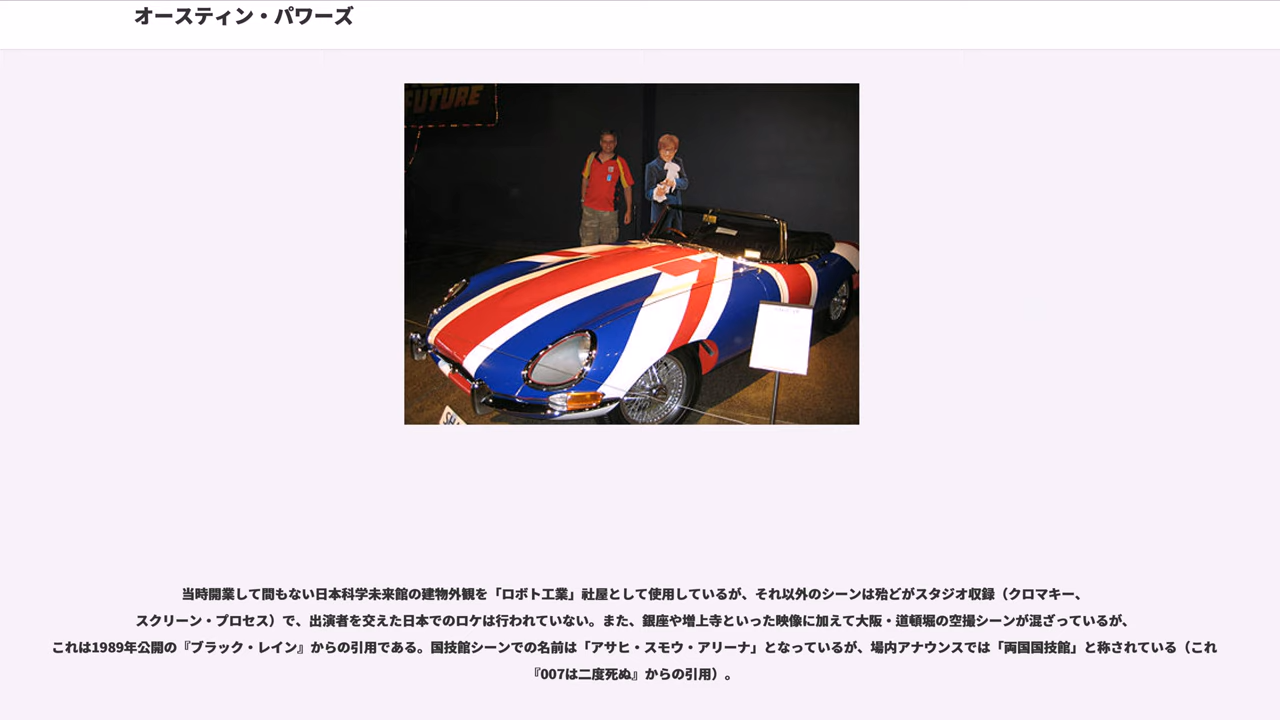 オースティン・パワーズ
FUTURE
当時開業して間もない日本科学未来館の建物外観を「ロボト工業」社屋として使用しているが、それ以外のシーンは殆どがスタジオ収録（クロマキー、
スクリーン・プロセス）で、出演者を交えた日本でのロケは行われていない。また、銀座や増上寺といった映像に加えて大阪・道頓堀の空撮シーンが混ざっているが、
これは1989年公開の『ブラック・レイン』からの引用である。国技館シーンでの名前は「アサヒ・スモウ・アリーナ」となっているが、場内アナウンスでは「両国国技館」と称されている（これ
『007は二度死ぬ』からの引用）。